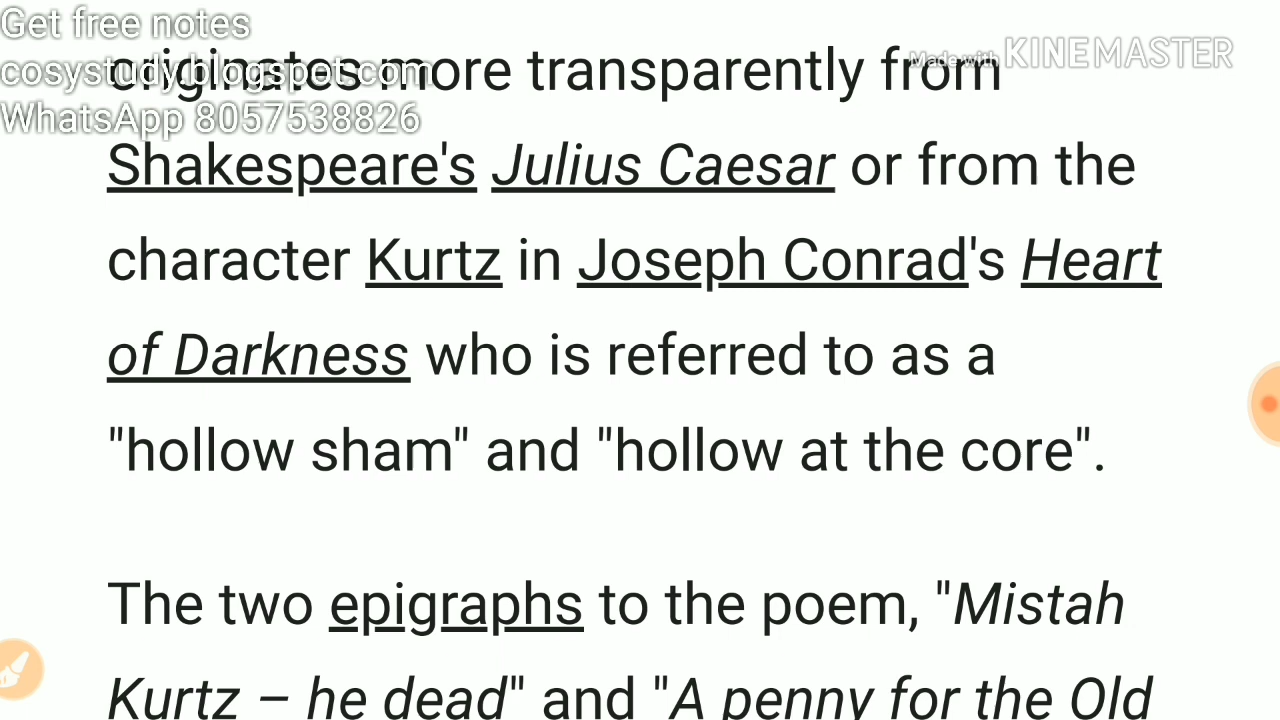 Get free notes
cosystudy.blogspot.com
WhatsApp 8057538826
Made with KINEMASTER
originates more transparently from
Shakespeare's Julius Caesar or from the
character Kurtz in Joseph Conrad's Heart
of Darkness who is referred to as a
"hollow sham" and "hollow at the core".
The two epigraphs to the poem, "Mistah
Kurtz – he dead" and "A penny for the Old